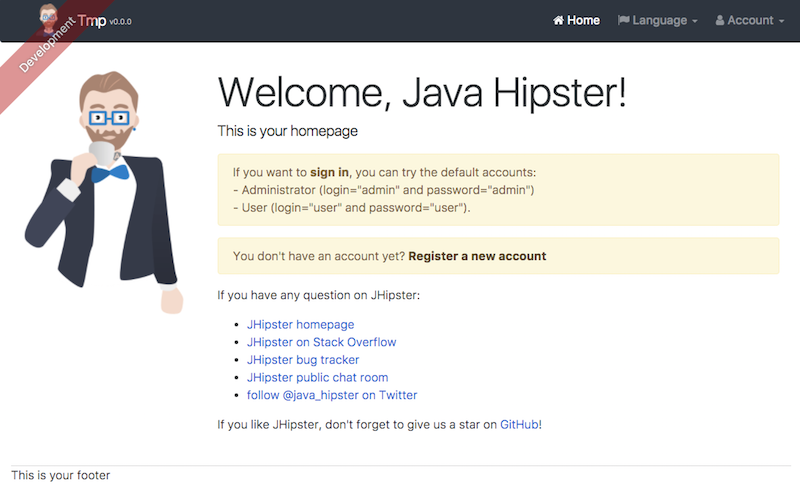 Development
Tmp v0.0.0
Home Language Account
Welcome, Java Hipster!
This is your homepage
If you want to sign in, you can try the default accounts:
- Administrator (login="admin" and password="admin")
- User (login="user" and password="user").
You don't have an account yet? Register a new account
If you have any question on JHipster:
JHipster homepage
JHipster on Stack Overflow
JHipster bug tracker
JHipster public chat room
follow @java_hipster on Twitter
If you like JHipster, don't forget to give us a star on GitHub!
This is your footer